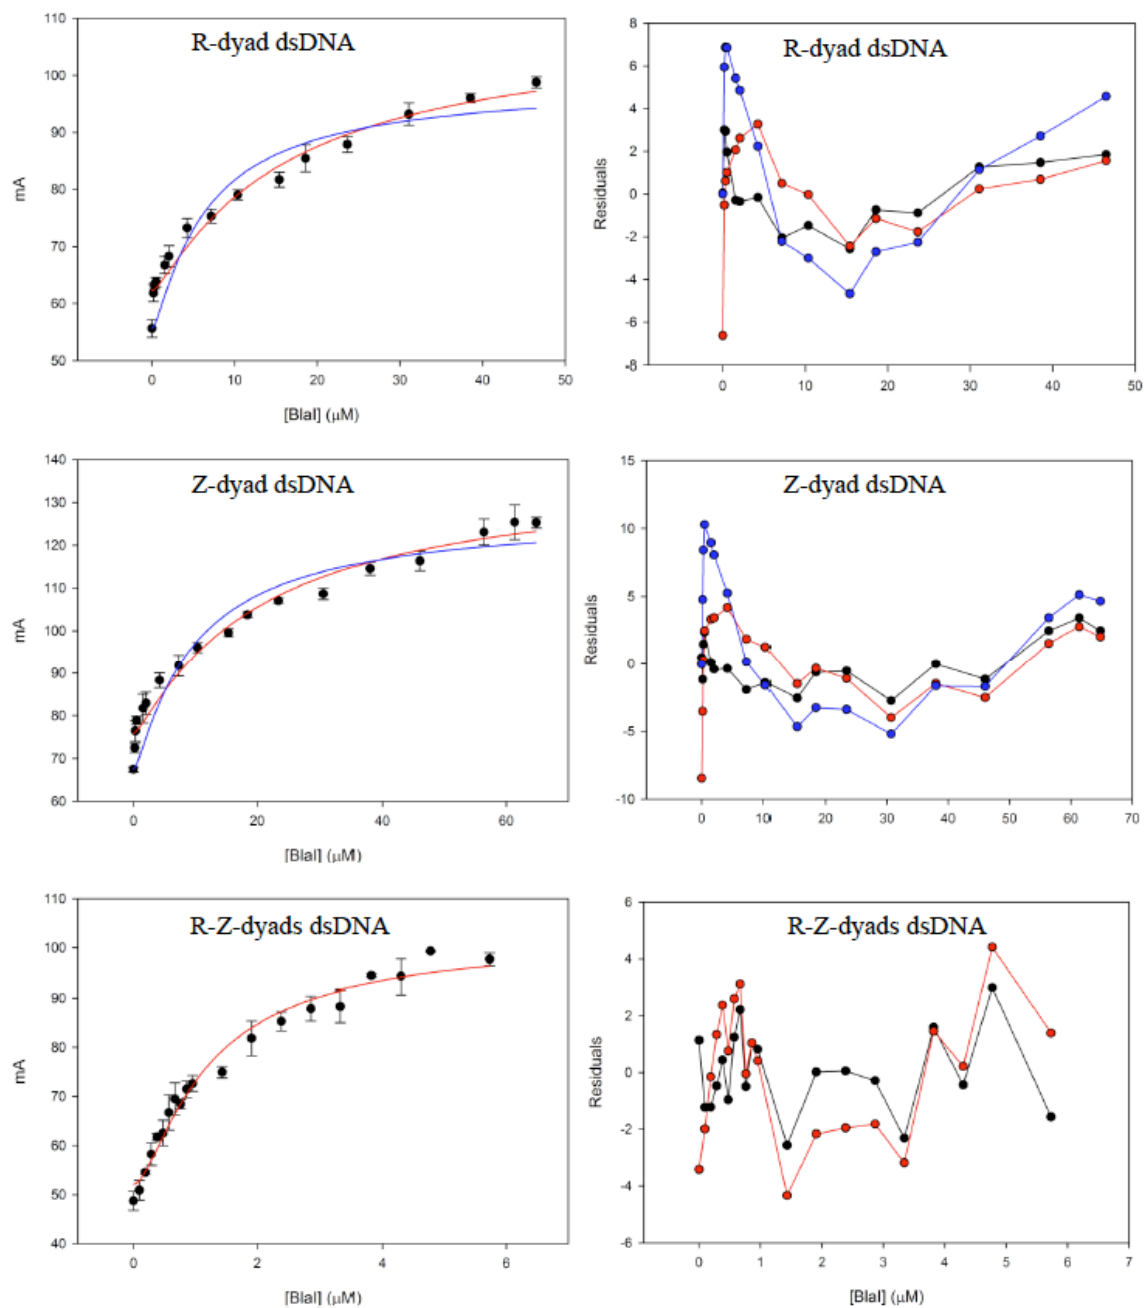 R-dyad dsDNA
110
100
90
80
70
60
50
mA
0 10 20 30 40 50
[BlaI] (μM)
R-dyad dsDNA
8
6
4
2
0
-2
-4
-6
-8
Residuals
0 10 20 30 40 50
Z-dyad dsDNA
140
130
120
110
100
90
80
70
60
mA
0 20 40 60
[BlaI] (μM)
Z-dyad dsDNA
15
10
5
0
-5
-10
Residuals
0 10 20 30 40 50 60 70
R-Z-dyads dsDNA
110
100
90
80
70
60
50
40
mA
0 2 4 6
[BlaI] (μM)
R-Z-dyads dsDNA
6
4
2
0
-2
-4
-6
Residuals
0 1 2 3 4 5 6 7
[BlaI] (μM)